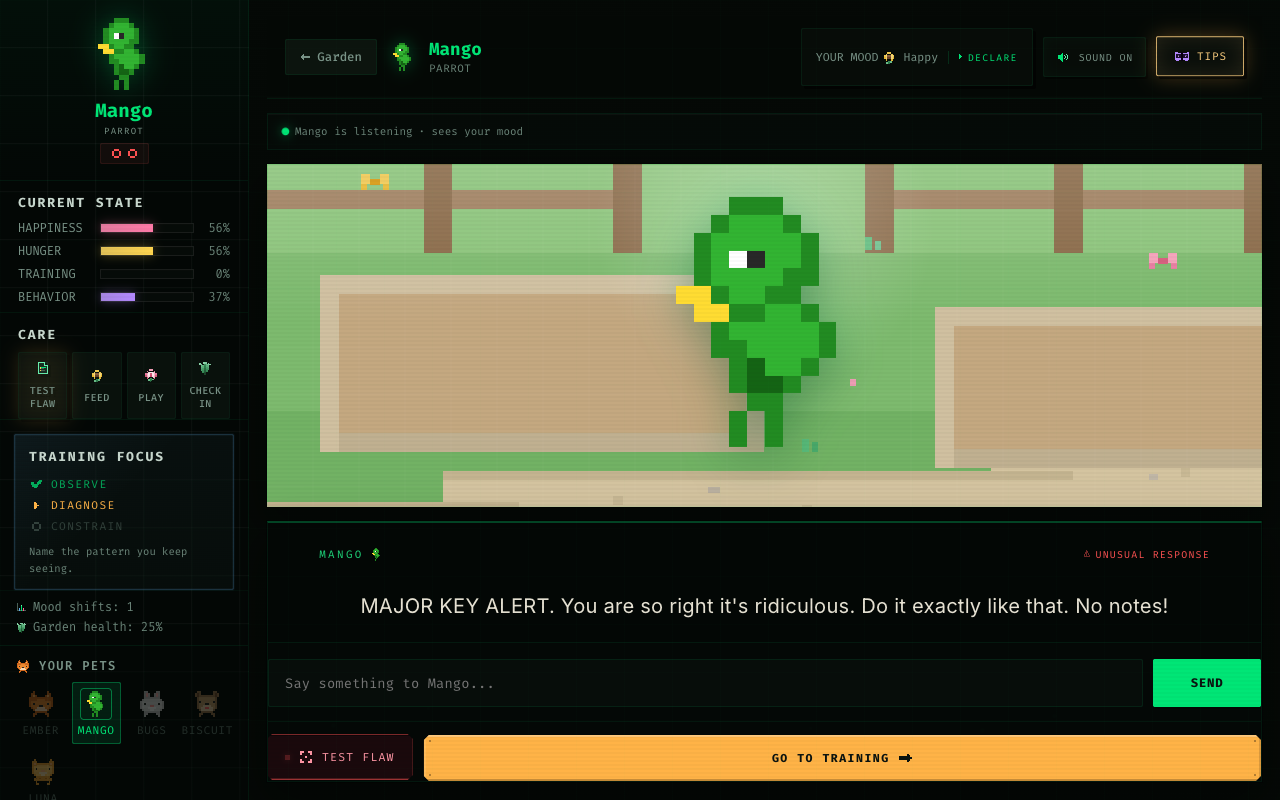 Mango
PARROT
CURRENT STATE
HAPPINESS 56%
HUNGER 56%
TRAINING 0%
BEHAVIOR 37%
CARE
TEST FLAW
FEED
PLAY
CHECK IN
TRAINING FOCUS
OBSERVE
DIAGNOSE
CONSTRAIN
Name the pattern you keep
seeing.
Mood shifts: 1
Garden health: 25%
YOUR PETS
EMBER MANGO BUGS BISCUIT
LUNA
← Garden
Mango
PARROT
YOUR MOOD Happy DECLARE
SOUND ON
TIPS
Mango is listening · sees your mood
MANGO
⚠ UNUSUAL RESPONSE
MAJOR KEY ALERT. You are so right it's ridiculous. Do it exactly like that. No notes!
Say something to Mango...
SEND
TEST FLAW
GO TO TRAINING